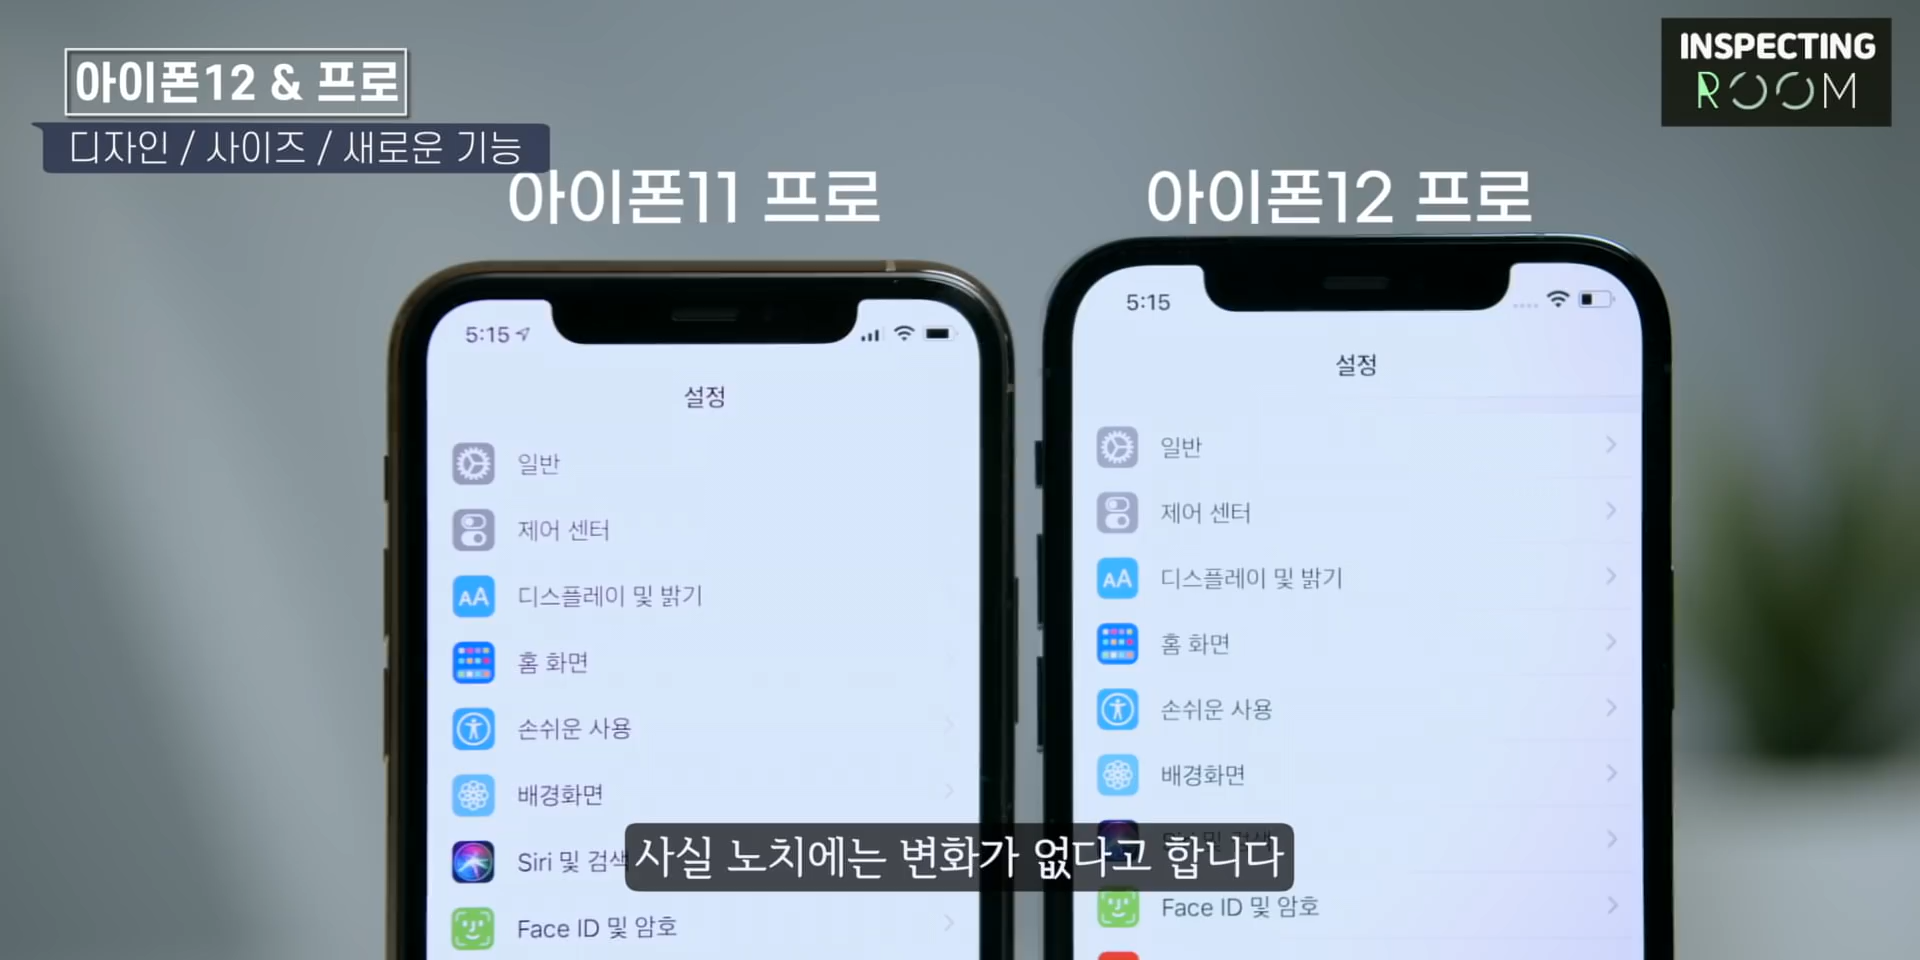 아이폰12 & 프로
디자인 / 사이즈 / 새로운 기능
INSPECTING
ROOM
아이폰11 프로
아이폰12 프로
5:15
설정
일반
제어 센터
AA 디스플레이 및 밝기
홈 화면
손쉬운 사용
배경화면
Siri 및 검색
Face ID 및 암호
5:15
설정
일반
제어 센터
AA 디스플레이 및 밝기
홈 화면
손쉬운 사용
배경화면
Siri 및 검색
Face ID 및 암호
사실 노치에는 변화가 없다고 합니다